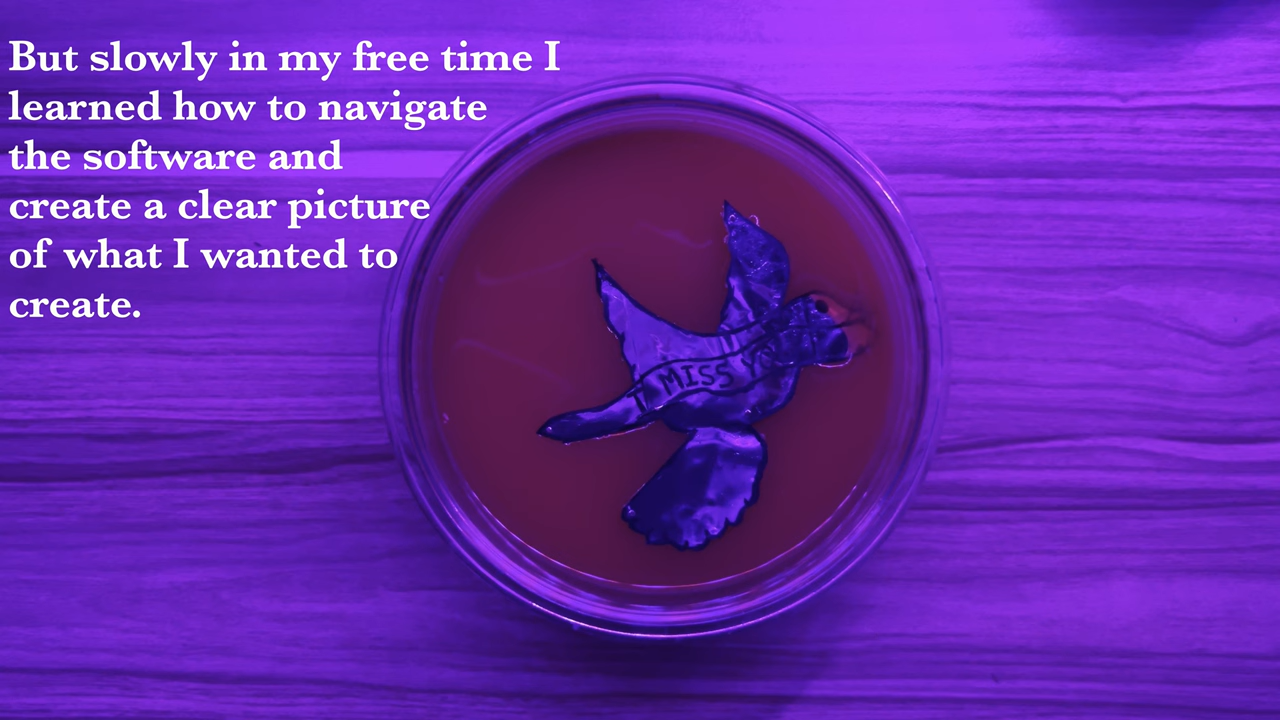 But slowly in my free time I
learned how to navigate
the software and
create a clear picture
of what I wanted to
create.
I MISS YO